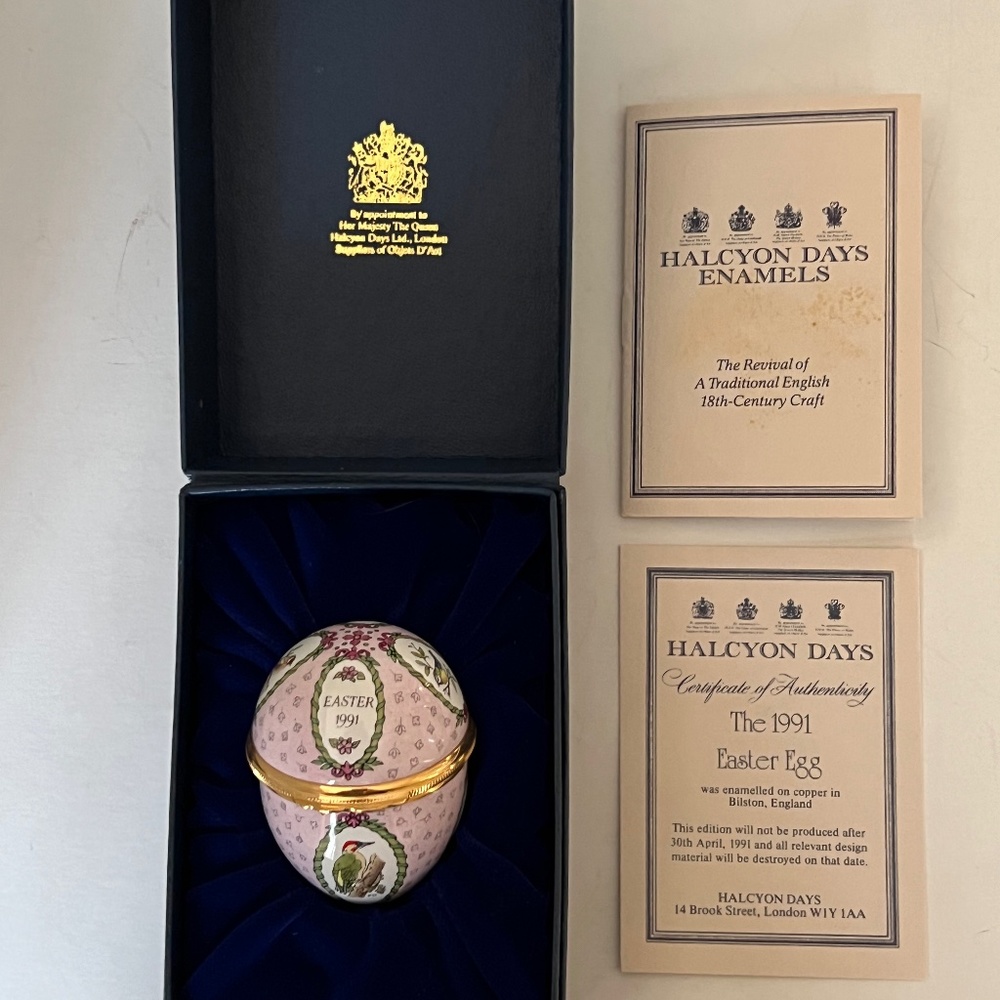 By appointment to
Her Majesty The Queen
Halcyon Days Ltd., London
Suppliers of Objets D'Art
HALCYON DAYS
ENAMELS
The Revival of
A Traditional English
18th-Century Craft
EASTER
1991
HALCYON DAYS
Certificate of Authenticity
The 1991
Easter Egg
was enamelled on copper in
Bilston, England
This edition will not be produced after
30th April, 1991 and all relevant design
material will be destroyed on that date.
HALCYON DAYS
14 Brook Street, London W1Y 1AA